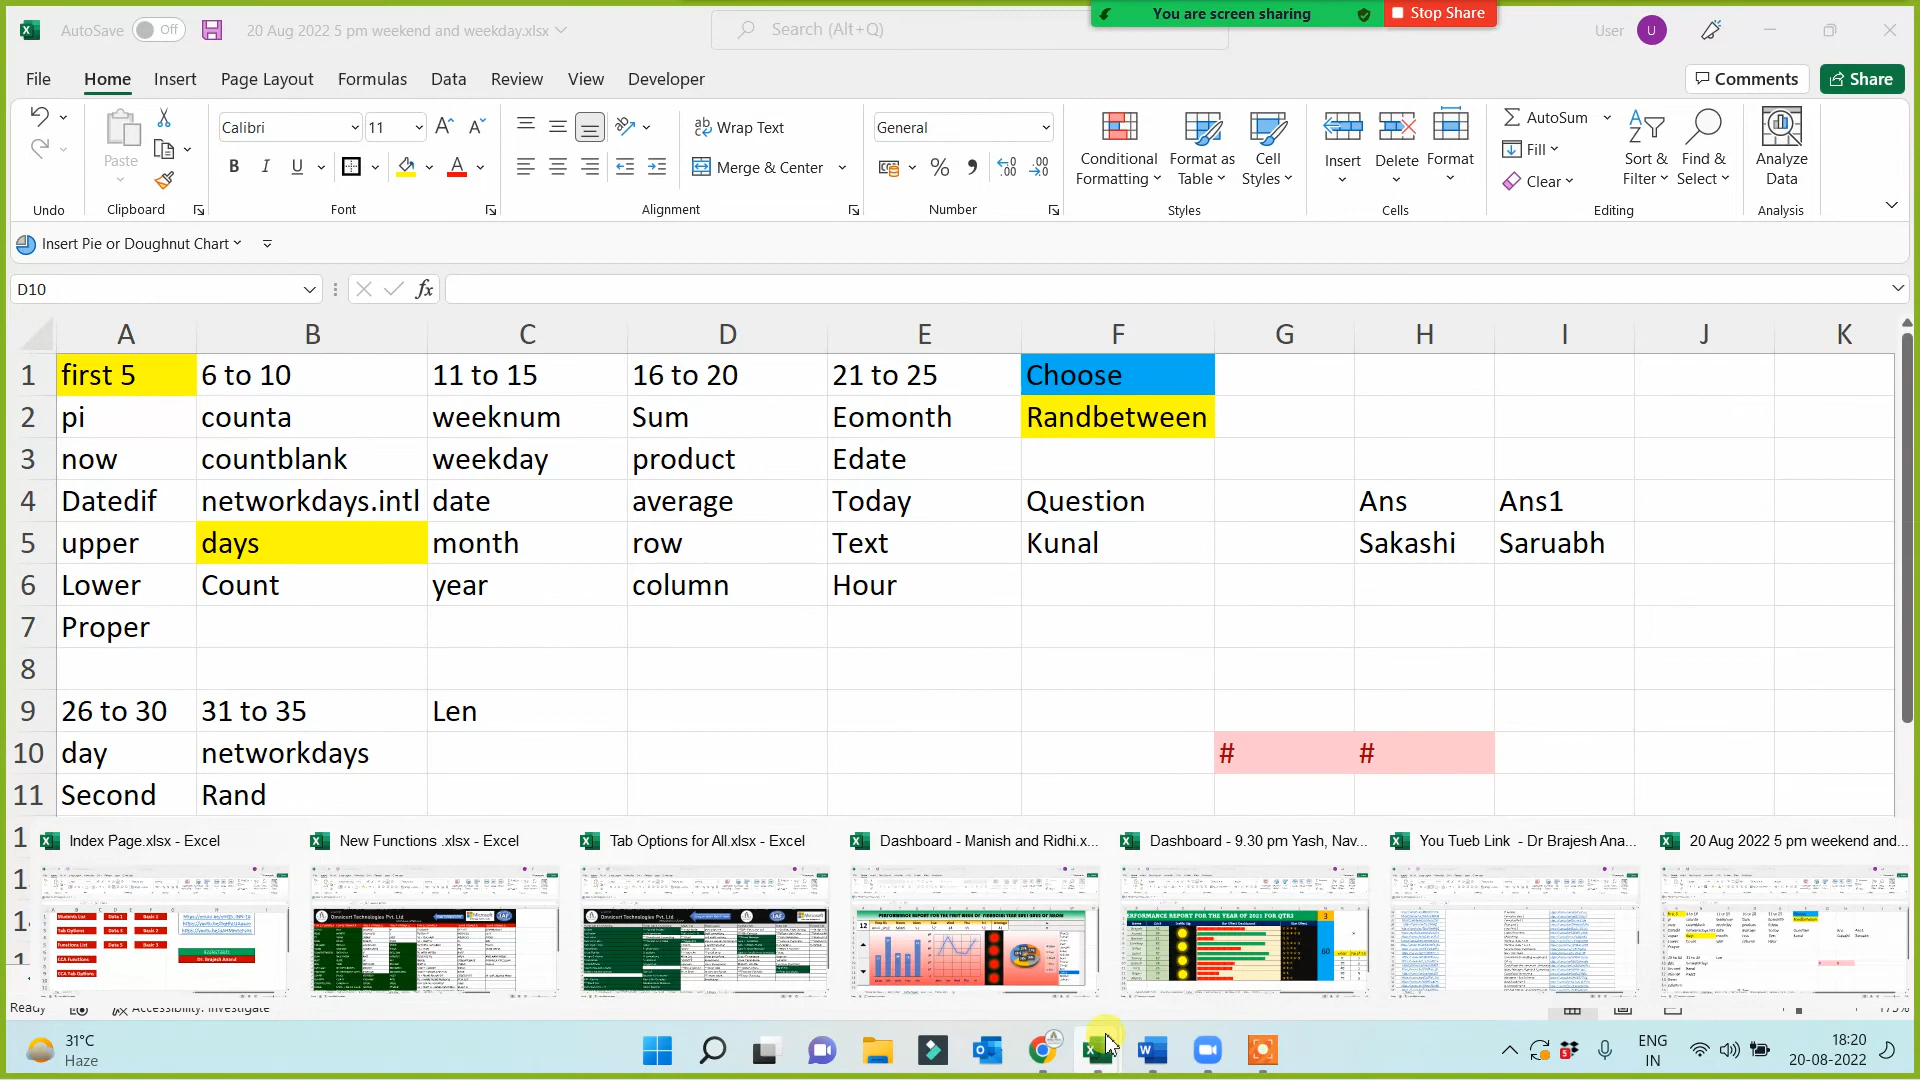 You are screen sharing
Stop Share
AutoSave Off
20 Aug 2022 5 pm weekend and weekday.xlsx
Search (Alt+Q)
User U
File Home Insert Page Layout Formulas Data Review View Developer
Comments Share
Paste
Calibri 11
Wrap Text
Merge & Center
General
Conditional Formatting
Format as Table
Cell Styles
Insert
Delete
Format
AutoSum
Fill
Clear
Sort & Filter
Find & Select
Analyze Data
Undo Clipboard Font Alignment Number Styles Cells Editing Analysis
Insert Pie or Doughnut Chart
D10 fx
A B C D E F G H I J K
1 first 5 6 to 10 11 to 15 16 to 20 21 to 25 Choose
2 pi counta weeknum Sum Eomonth Randbetween
3 now countblank weekday product Edate
4 Datedif networkdays.intl date average Today Question Ans Ans1
5 upper days month row Text Kunal Sakashi Saruabh
6 Lower Count year column Hour
7 Proper
8
9 26 to 30 31 to 35 Len
10 day networkdays # #
11 Second Rand
Index Page.xlsx - Excel
New Functions .xlsx - Excel
Tab Options for All.xlsx - Excel
Dashboard - Manish and Ridhi.x...
Dashboard - 9.30 pm Yash, Nav...
You Tueb Link - Dr Brajesh Ana...
20 Aug 2022 5 pm weekend and...
Ready Accessibility: Investigate
31°C
Haze
ENG
IN
18:20
20-08-2022